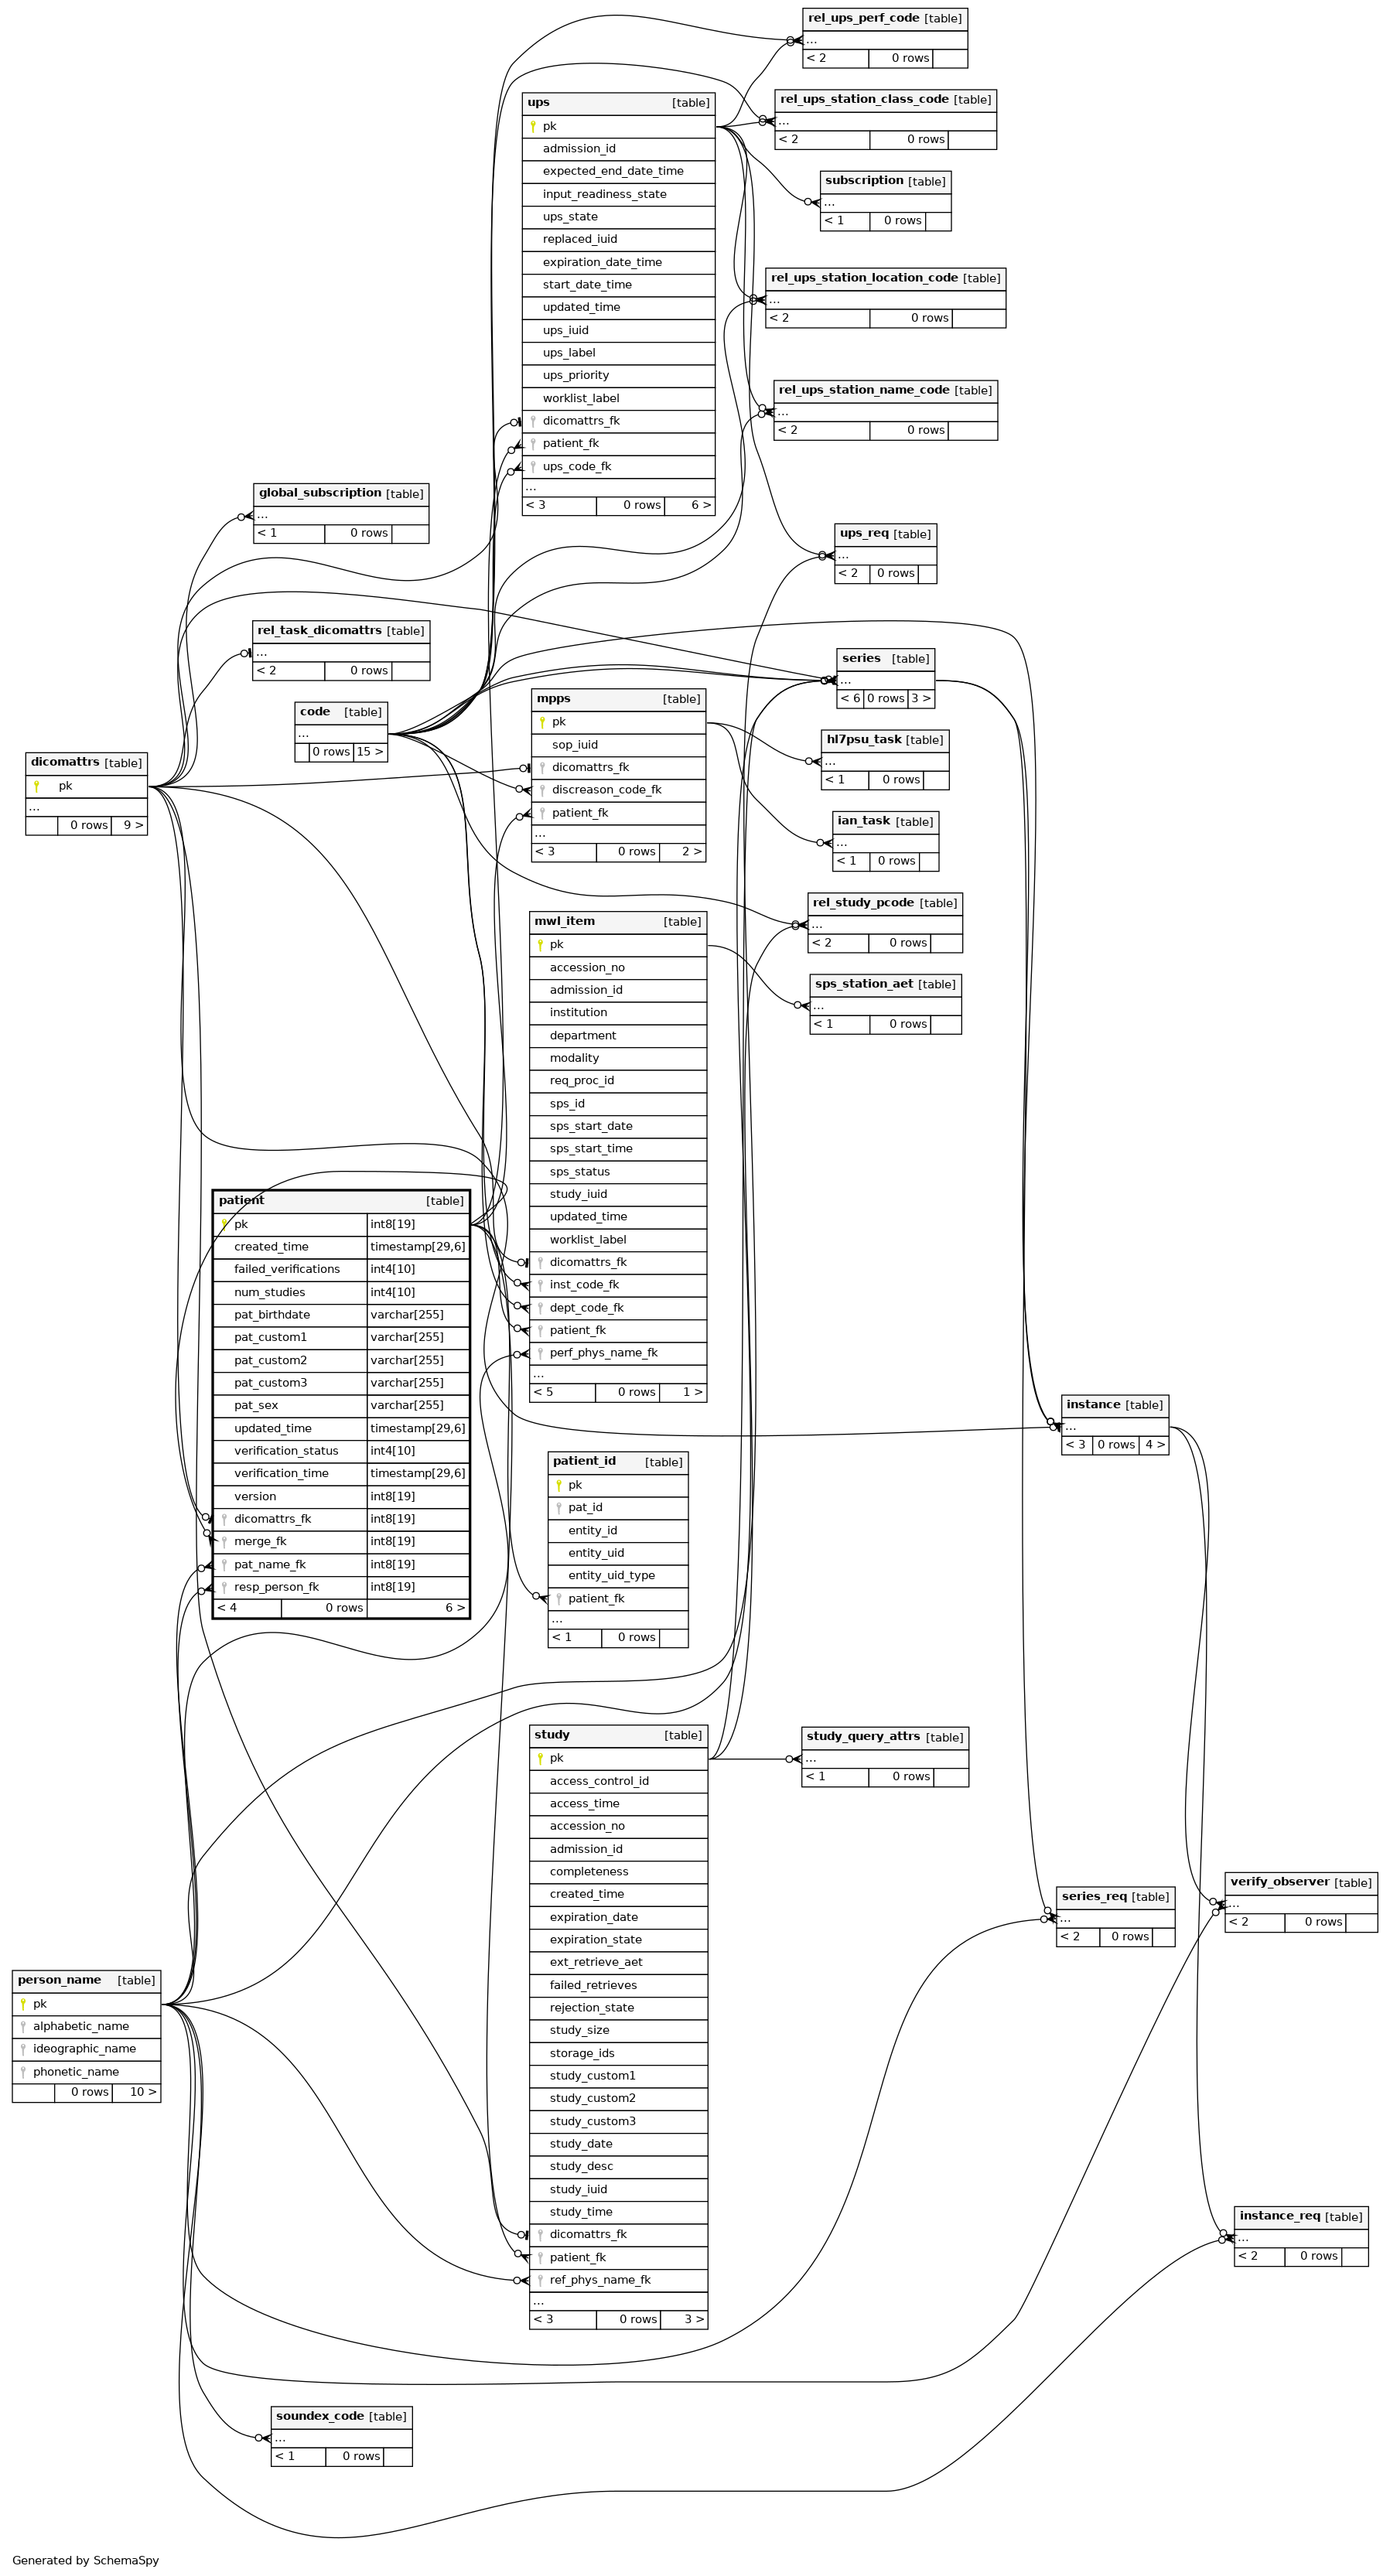 rel_ups_perf_code [table]
...
< 2 0 rows
rel_ups_station_class_code [table]
...
< 2 0 rows
ups [table]
pk
admission_id
expected_end_date_time
input_readiness_state
ups_state
replaced_iuid
expiration_date_time
start_date_time
updated_time
ups_iuid
ups_label
ups_priority
worklist_label
dicomattrs_fk
patient_fk
ups_code_fk
...
< 3 0 rows 6 >
subscription [table]
...
< 1 0 rows
rel_ups_station_location_code [table]
...
< 2 0 rows
rel_ups_station_name_code [table]
...
< 2 0 rows
global_subscription [table]
...
< 1 0 rows
ups_req [table]
...
< 2 0 rows
rel_task_dicomattrs [table]
...
< 2 0 rows
series [table]
...
< 6 0 rows 3 >
code [table]
...
0 rows 15 >
mpps [table]
pk
sop_iuid
dicomattrs_fk
discreason_code_fk
patient_fk
...
< 3 0 rows 2 >
hl7psu_task [table]
...
< 1 0 rows
dicomattrs [table]
pk
...
0 rows 9 >
ian_task [table]
...
< 1 0 rows
rel_study_pcode [table]
...
< 2 0 rows
mwl_item [table]
pk
accession_no
admission_id
institution
department
modality
req_proc_id
sps_id
sps_start_date
sps_start_time
sps_status
study_iuid
updated_time
worklist_label
dicomattrs_fk
inst_code_fk
dept_code_fk
patient_fk
perf_phys_name_fk
...
< 5 0 rows 1 >
sps_station_aet [table]
...
< 1 0 rows
patient [table]
pk int8[19]
created_time timestamp[29,6]
failed_verifications int4[10]
num_studies int4[10]
pat_birthdate varchar[255]
pat_custom1 varchar[255]
pat_custom2 varchar[255]
pat_custom3 varchar[255]
pat_sex varchar[255]
updated_time timestamp[29,6]
verification_status int4[10]
verification_time timestamp[29,6]
version int8[19]
dicomattrs_fk int8[19]
merge_fk int8[19]
pat_name_fk int8[19]
resp_person_fk int8[19]
< 4 0 rows 6 >
instance [table]
...
< 3 0 rows 4 >
patient_id [table]
pk
pat_id
entity_id
entity_uid
entity_uid_type
patient_fk
...
< 1 0 rows
study [table]
pk
access_control_id
access_time
accession_no
admission_id
completeness
created_time
expiration_date
expiration_state
ext_retrieve_aet
failed_retrieves
rejection_state
study_size
storage_ids
study_custom1
study_custom2
study_custom3
study_date
study_desc
study_iuid
study_time
dicomattrs_fk
patient_fk
ref_phys_name_fk
...
< 3 0 rows 3 >
study_query_attrs [table]
...
< 1 0 rows
series_req [table]
...
< 2 0 rows
verify_observer [table]
...
< 2 0 rows
person_name [table]
pk
alphabetic_name
ideographic_name
phonetic_name
0 rows 10 >
instance_req [table]
...
< 2 0 rows
soundex_code [table]
...
< 1 0 rows
Generated by SchemaSpy